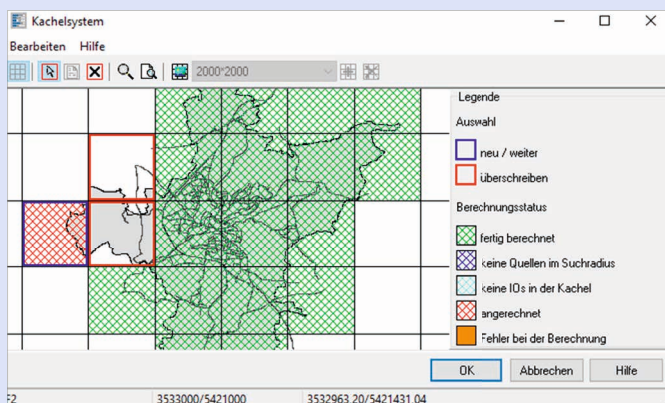 Kachelsystem
Bearbeiten Hilfe
2000*2000
Legende
Auswahl
neu / weiter
überschreiben
Berechnungsstatus
fertig berechnet
keine Quellen im Suchradius
keine IOs in der Kachel
angerechnet
Fehler bei der Berechnung
OK Abbrechen Hilfe
F2 3533000/5421000 3532963.20/5421431.04